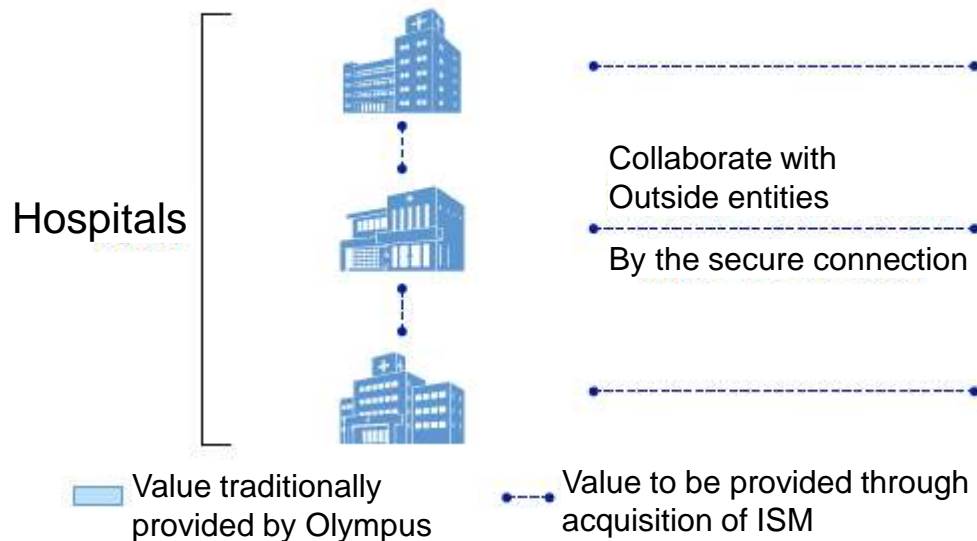 Hospitals
Collaborate with
Outside entities
By the secure connection
Value traditionally
provided by Olympus
Value to be provided through
acquisition of ISM